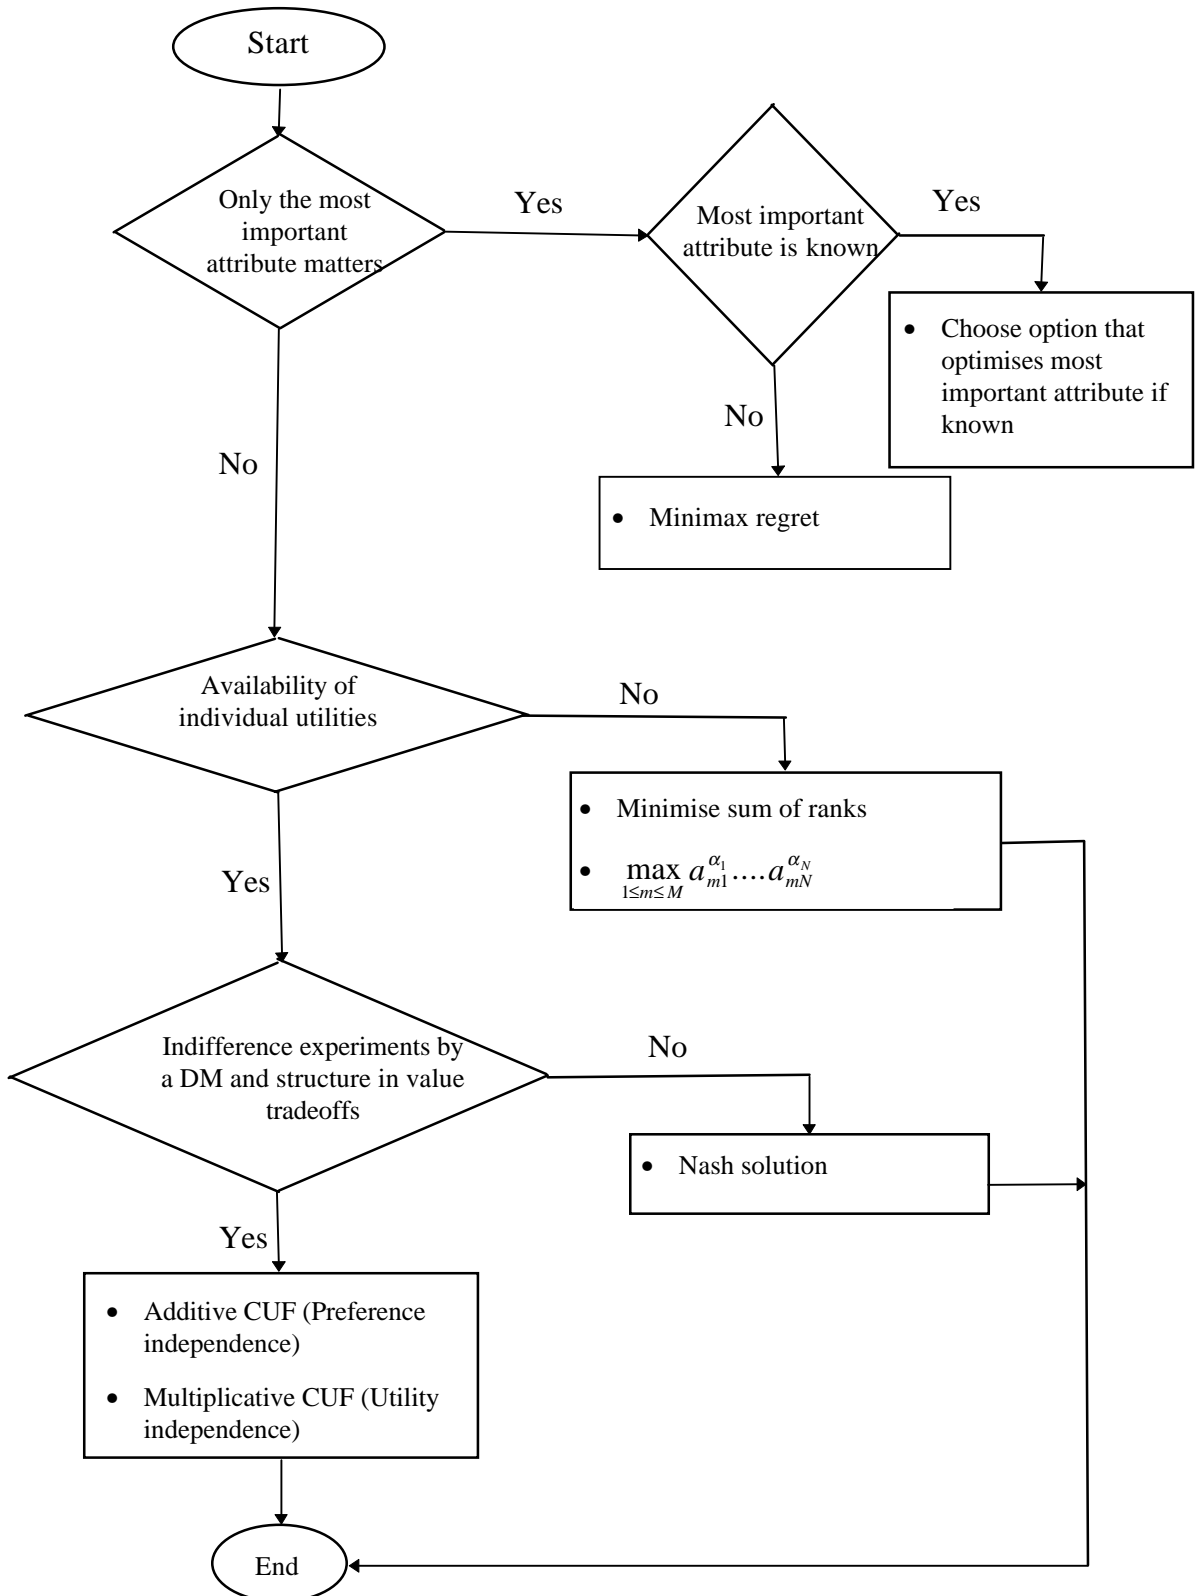 Start
Only the most
important
attribute matters
Yes
Most important
attribute is known
Yes
• Choose option that
optimises most
important attribute if
known
No
• Minimax regret
No
Availability of
individual utilities
No
• Minimise sum of ranks
• max a_{m1}^{α_1}....a_{mN}^{α_N}
1≤m≤M
Yes
Indifference experiments by
a DM and structure in value
tradeoffs
No
• Nash solution
Yes
• Additive CUF (Preference
independence)
• Multiplicative CUF (Utility
independence)
End